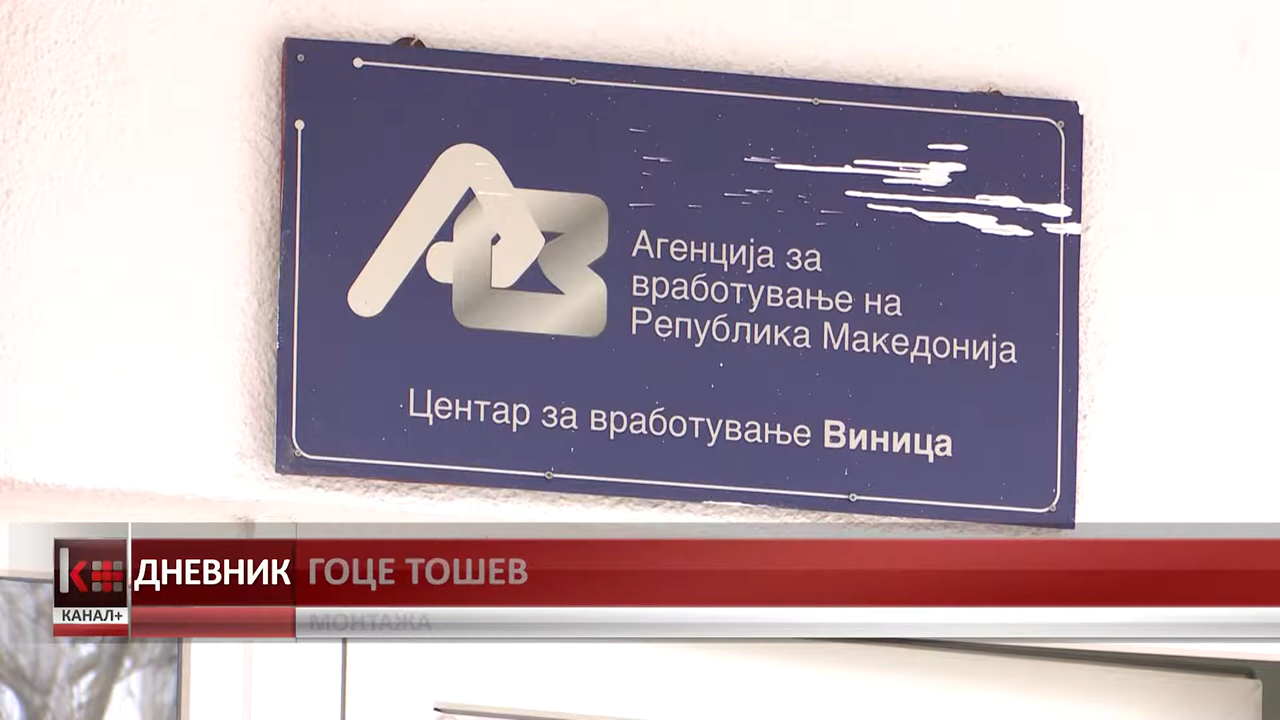 Агенција за
вработување на
Република Македонија
Центар за вработување Виница
ДНЕВНИК
ГОЦЕ ТОШЕВ
КАНАЛ+
МОНТАЖА